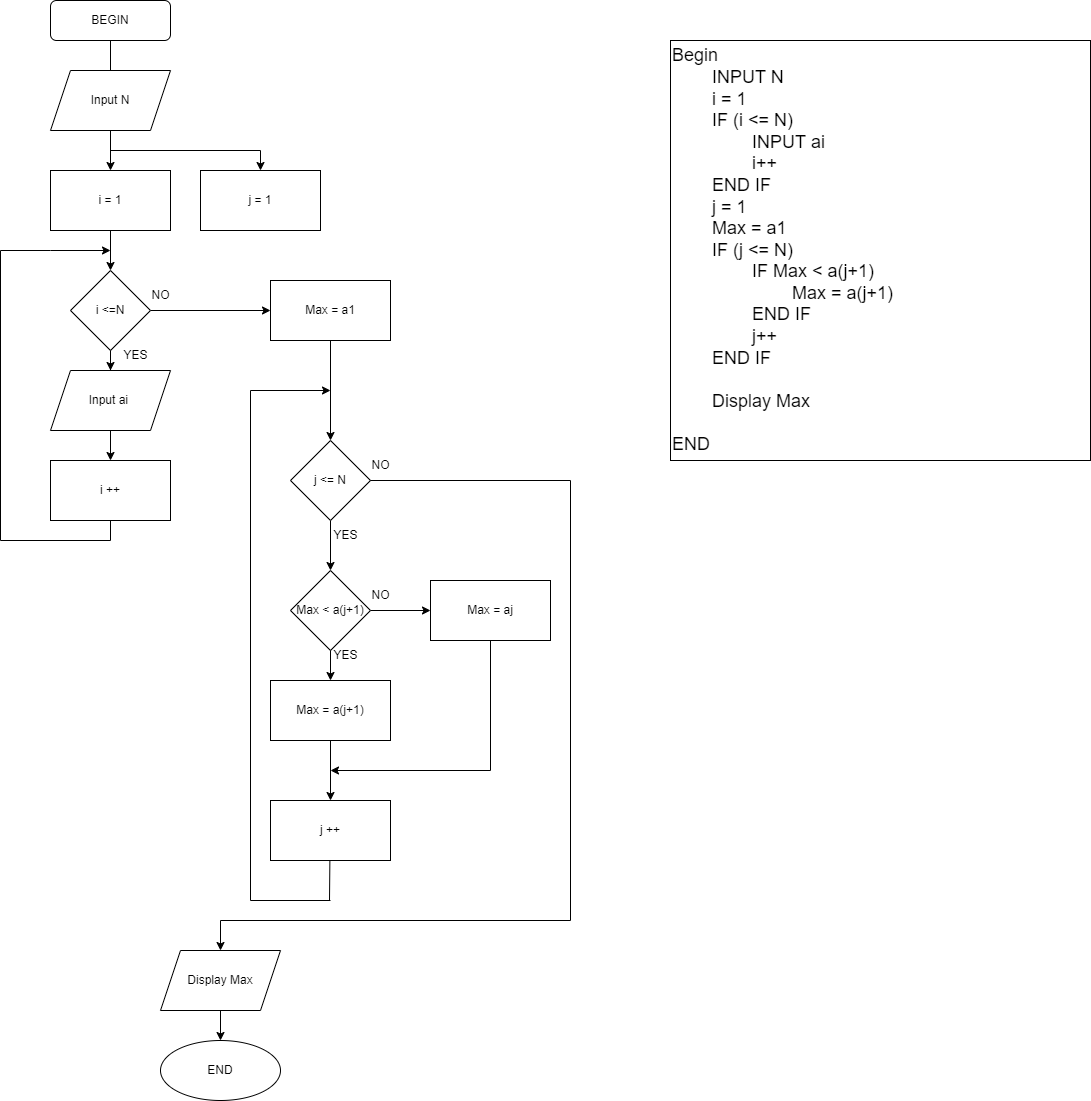 BEGIN
Input N
i = 1
j = 1
i <=N
NO
YES
Max = a1
Input ai
i ++
j <= N
NO
YES
Max < a(j+1)
NO
YES
Max = aj
Max = a(j+1)
j ++
Display Max
END
Begin
INPUT N
i = 1
IF (i <= N)
INPUT ai
i++
END IF
j = 1
Max = a1
IF (j <= N)
IF Max < a(j+1)
Max = a(j+1)
END IF
j++
END IF
Display Max
END